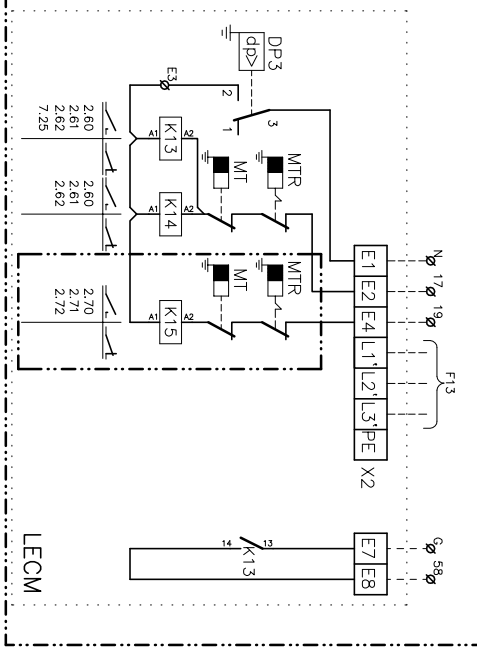 N 17 19 F13 G 58
E1 E2 E4 L1' L2' L3' PE X2 E7 E8
DP3
dp>
3
2 1
MTR MTR
MT MT
E3
13
K13
14
A1 K13 A2
A1 K14 A2
A1 K15 A2
2.60
2.61
2.62
7.25
2.60
2.61
2.62
2.70
2.71
2.72
LECM